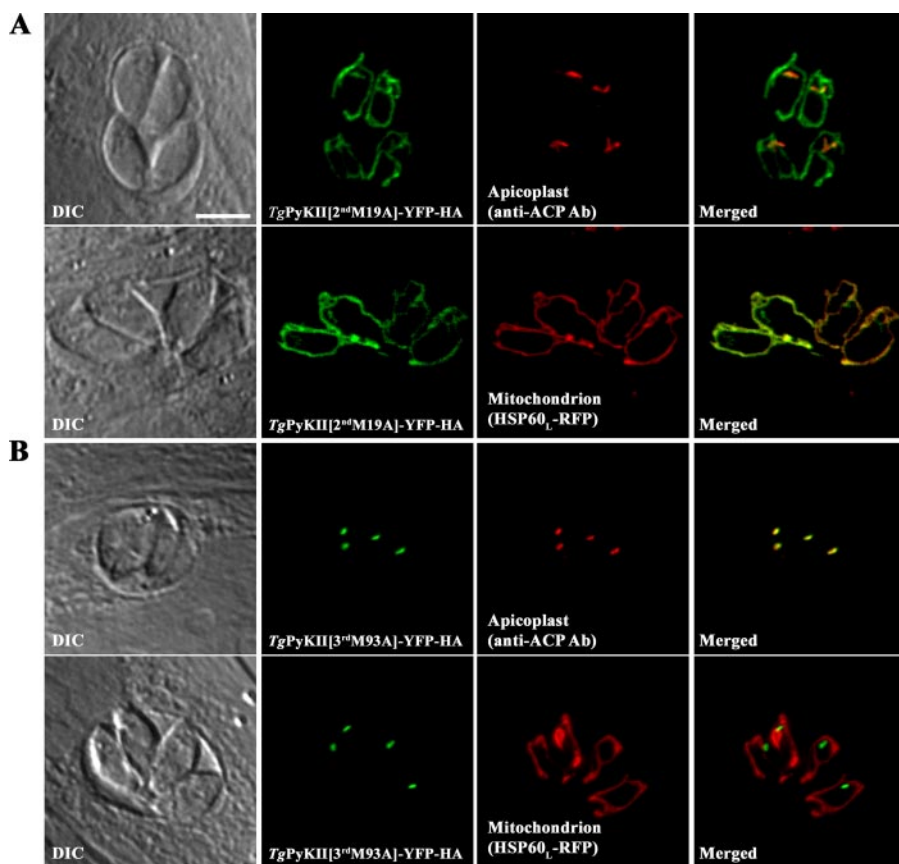 A
DIC
TgPyKII[2ndM19A]-YFP-HA
Apicoplast
(anti-ACP Ab)
Merged
DIC
TgPyKII[2ndM19A]-YFP-HA
Mitochondrion
(HSP60L-RFP)
Merged
B
DIC
TgPyKII[3rdM93A]-YFP-HA
Apicoplast
(anti-ACP Ab)
Merged
DIC
TgPyKII[3rdM93A]-YFP-HA
Mitochondrion
(HSP60L-RFP)
Merged